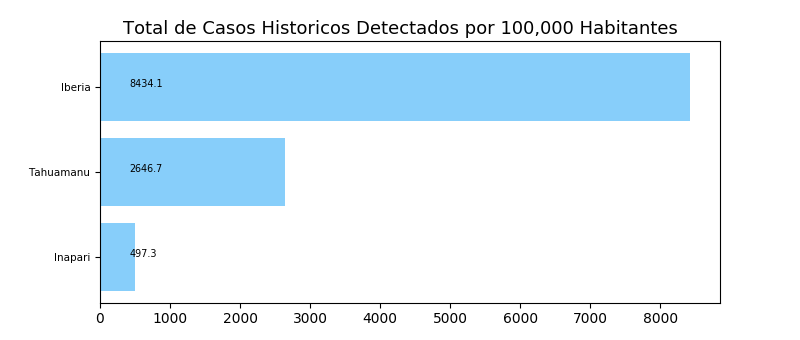 Total de Casos Historicos Detectados por 100,000 Habitantes
Iberia
8434.1
Tahuamanu
2646.7
Inapari
497.3
0 1000 2000 3000 4000 5000 6000 7000 8000